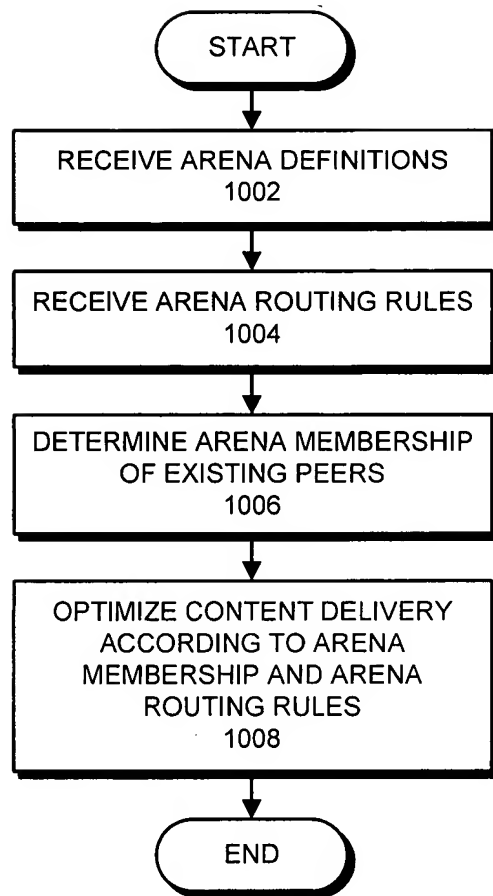 START
RECEIVE ARENA DEFINITIONS
1002
RECEIVE ARENA ROUTING RULES
1004
DETERMINE ARENA MEMBERSHIP
OF EXISTING PEERS
1006
OPTIMIZE CONTENT DELIVERY
ACCORDING TO ARENA
MEMBERSHIP AND ARENA
ROUTING RULES
1008
END